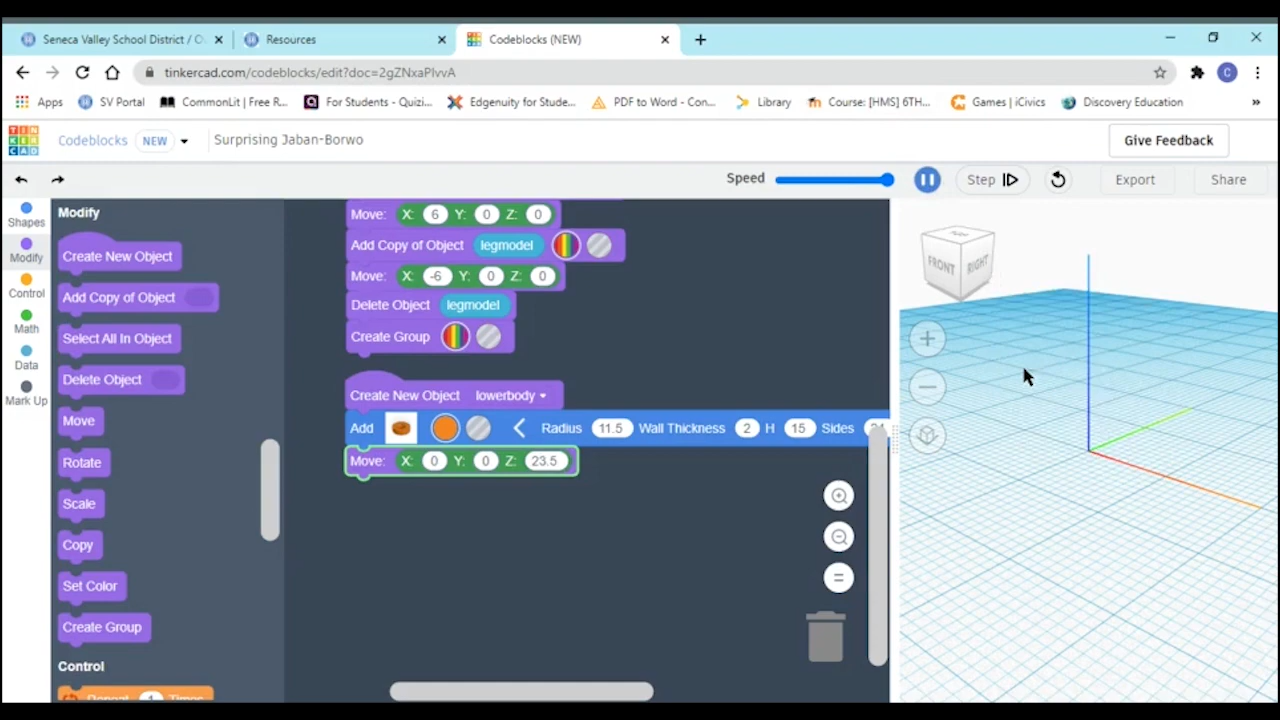 Seneca Valley School District / O
Resources
Codeblocks (NEW)
tinkercad.com/codeblocks/edit?doc=2gZNxaPlvvA
C
Apps
SV Portal
CommonLit | Free R...
For Students - Quizi...
Edgenuity for Stude...
PDF to Word - Con...
Library
Course: [HMS] 6TH...
Games | iCivics
Discovery Education
»
TIN
KER
CAD
Codeblocks
NEW
Surprising Jaban-Borwo
Give Feedback
Speed
Step
Export
Share
Shapes
Modify
Control
Math
Data
Mark Up
Modify
Create New Object
Add Copy of Object
Select All In Object
Delete Object
Move
Rotate
Scale
Copy
Set Color
Create Group
Control
Repeat Times
Move: X: 6 Y: 0 Z: 0
Add Copy of Object legmodel
Move: X: -6 Y: 0 Z: 0
Delete Object legmodel
Create Group
Create New Object lowerbody
Add Radius 11.5 Wall Thickness 2 H 15 Sides
Move: X: 0 Y: 0 Z: 23.5
FRONT
RIGHT